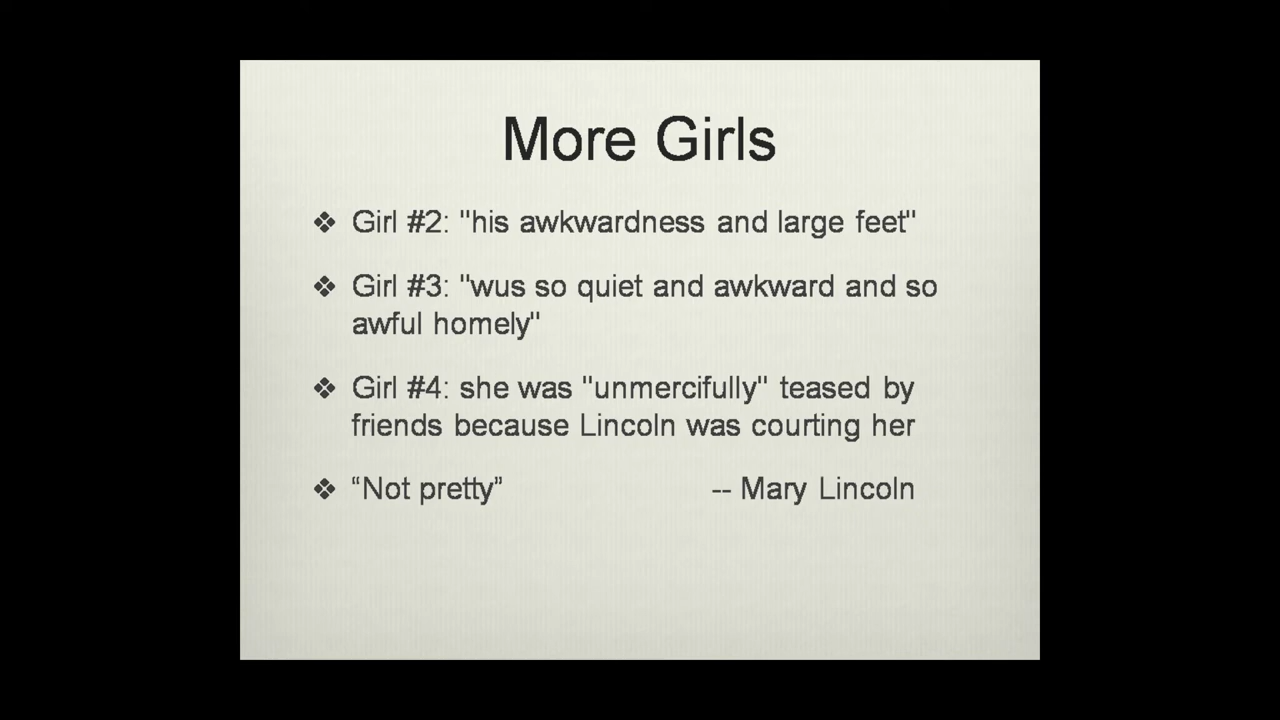 More Girls
❖ Girl #2: "his awkwardness and large feet"
❖ Girl #3: "wus so quiet and awkward and so
awful homely"
❖ Girl #4: she was "unmercifully" teased by
friends because Lincoln was courting her
❖ “Not pretty” -- Mary Lincoln